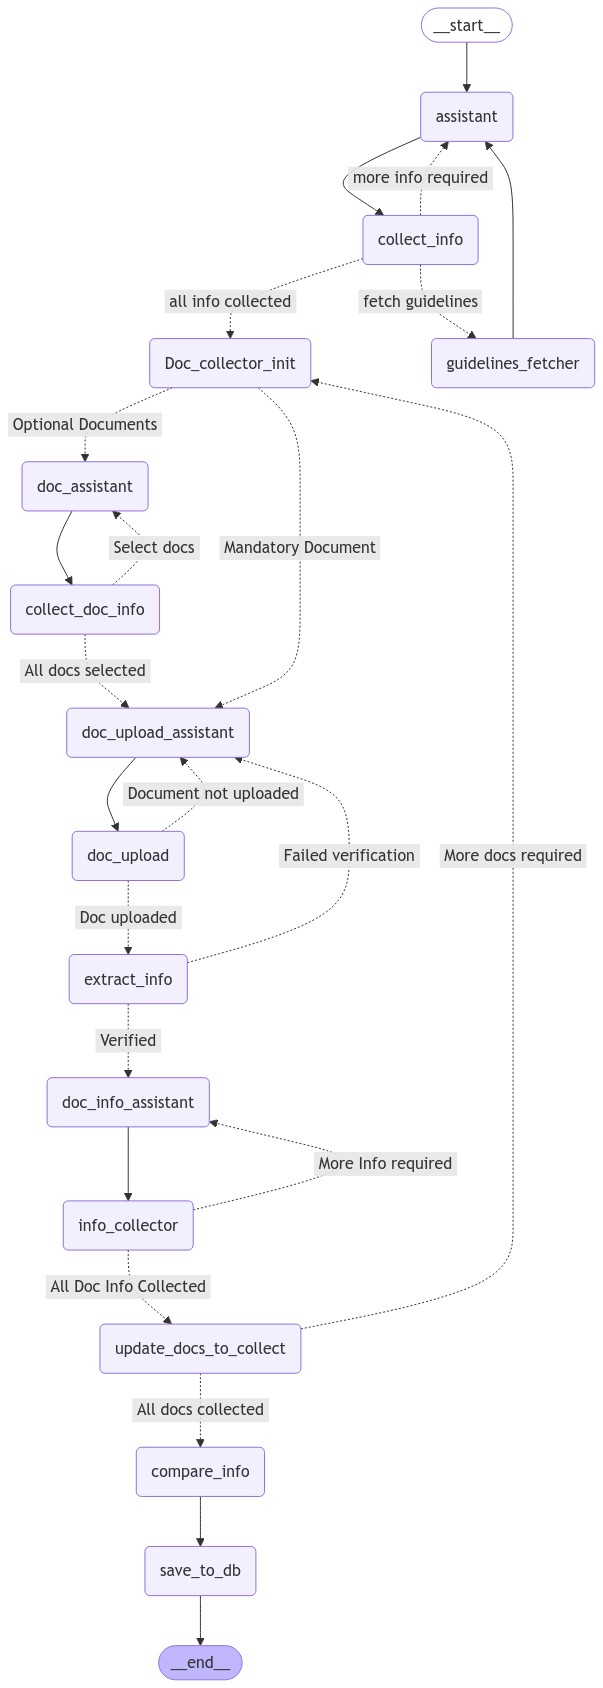 __start__
assistant
more info required
collect_info
all info collected
fetch guidelines
Doc_collector_init
guidelines_fetcher
Optional Documents
doc_assistant
Select docs
Mandatory Document
collect_doc_info
All docs selected
doc_upload_assistant
Document not uploaded
doc_upload
Failed verification
More docs required
Doc uploaded
extract_info
Verified
doc_info_assistant
More Info required
info_collector
All Doc Info Collected
update_docs_to_collect
All docs collected
compare_info
save_to_db
__end__